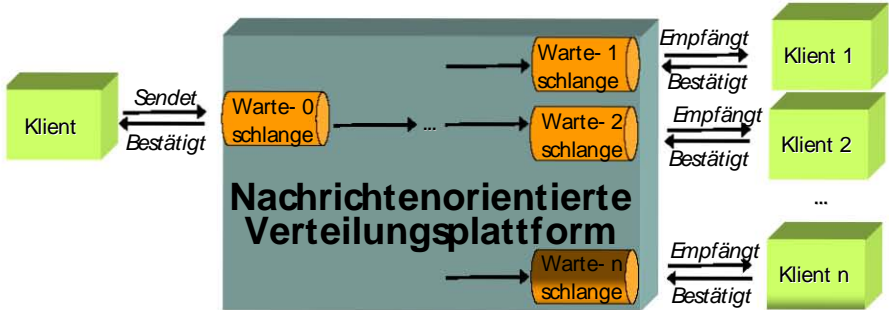 Klient
Sendet
Bestätigt
Warte- 0
schlange
...
Warte- 1
schlange
Empfängt
Bestätigt
Klient 1
Warte- 2
schlange
Empfängt
Bestätigt
Klient 2
...
Nachrichtenorientierte
Verteilungsplattform
Warte- n
schlange
Empfängt
Bestätigt
Klient n